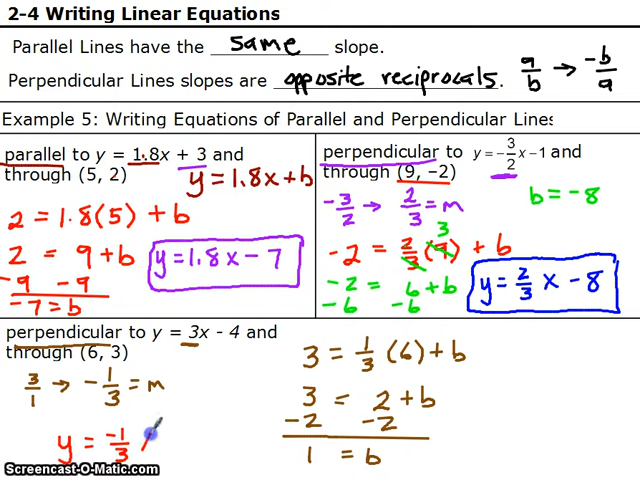 2-4 Writing Linear Equations
Parallel Lines have the same slope.
Perpendicular Lines slopes are opposite reciprocals. a/b → -b/a
Example 5: Writing Equations of Parallel and Perpendicular Lines
parallel to y = 1.8x + 3 and
through (5, 2)
y = 1.8x + b
2 = 1.8(5) + b
2 = 9 + b
-9 -9
-7 = b
y = 1.8x - 7
perpendicular to y = -3/2 x - 1 and
through (9, -2)
b = -8
-3/2 → 2/3 = m
3
-2 = 2/3 (9) + b
-2 = 6 + b
-6 -6
y = 2/3 x - 8
perpendicular to y = 3x - 4 and
through (6, 3)
3/1 → -1/3 = m
y = -1/3
3 = 1/3 (6) + b
3 = 2 + b
-2 -2
1 = b
Screencast-O-Matic.com